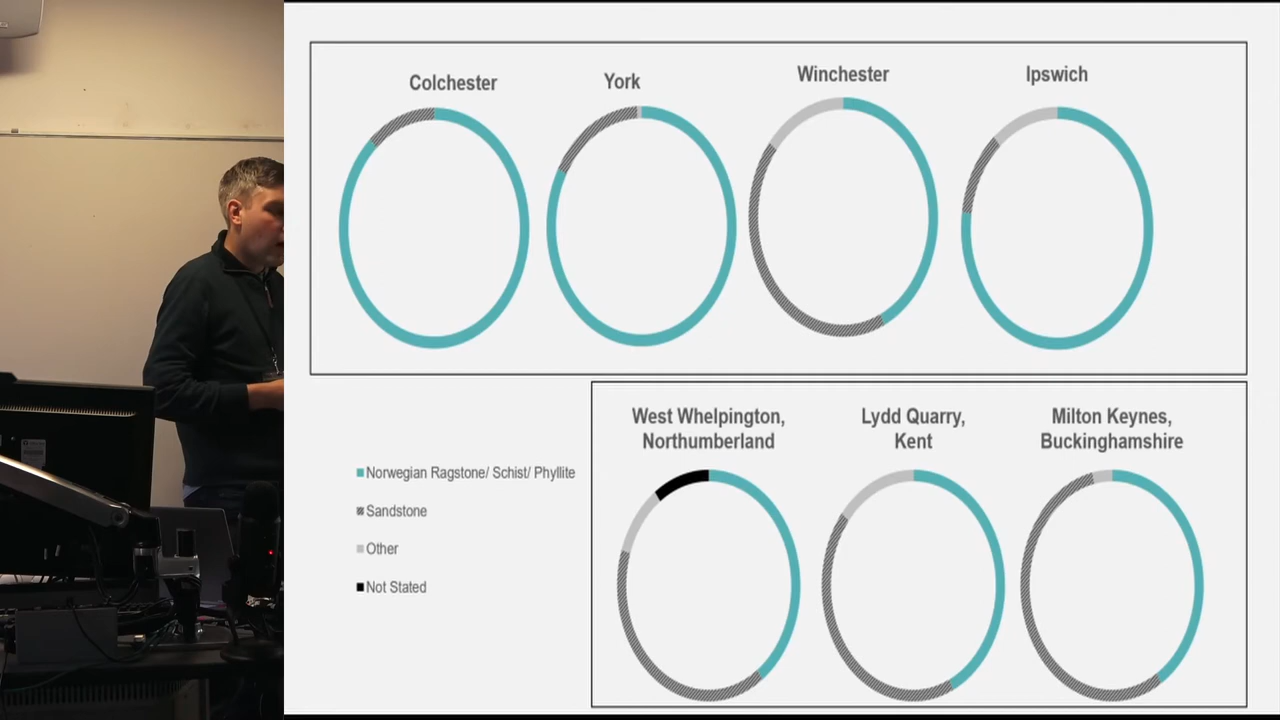 Colchester
York
Winchester
Ipswich
West Whelpington,
Northumberland
Lydd Quarry,
Kent
Milton Keynes,
Buckinghamshire
Norwegian Ragstone/ Schist/ Phyllite
Sandstone
Other
Not Stated